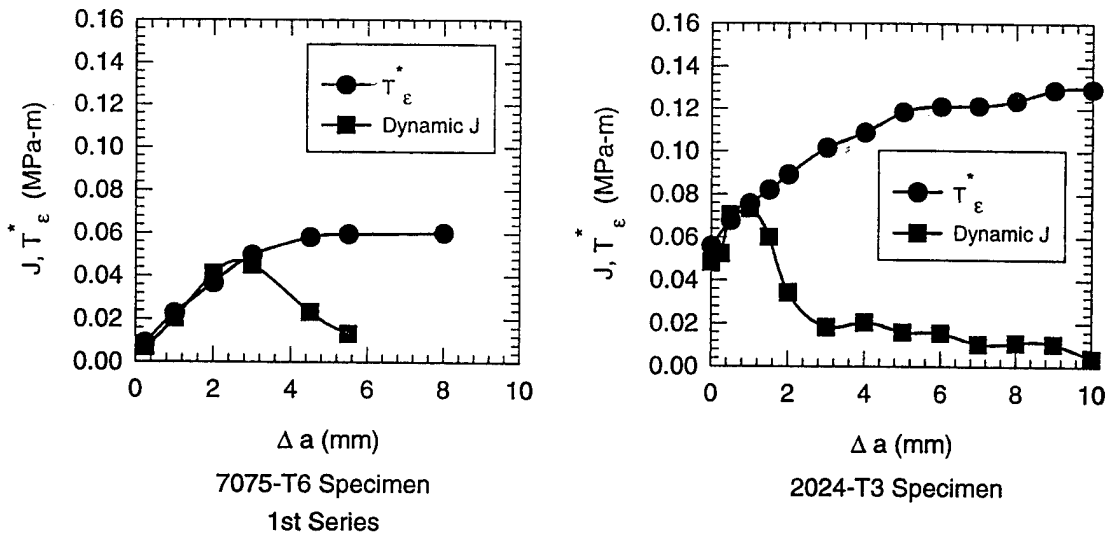 J, T*ε (MPa-m)
0.16
0.14
0.12
0.10
0.08
0.06
0.04
0.02
0.00
T*ε
Dynamic J
0 2 4 6 8 10
Δ a (mm)
7075-T6 Specimen
1st Series
J, T*ε (MPa-m)
0.16
0.14
0.12
0.10
0.08
0.06
0.04
0.02
0.00
T*ε
Dynamic J
0 2 4 6 8 10
Δ a (mm)
2024-T3 Specimen